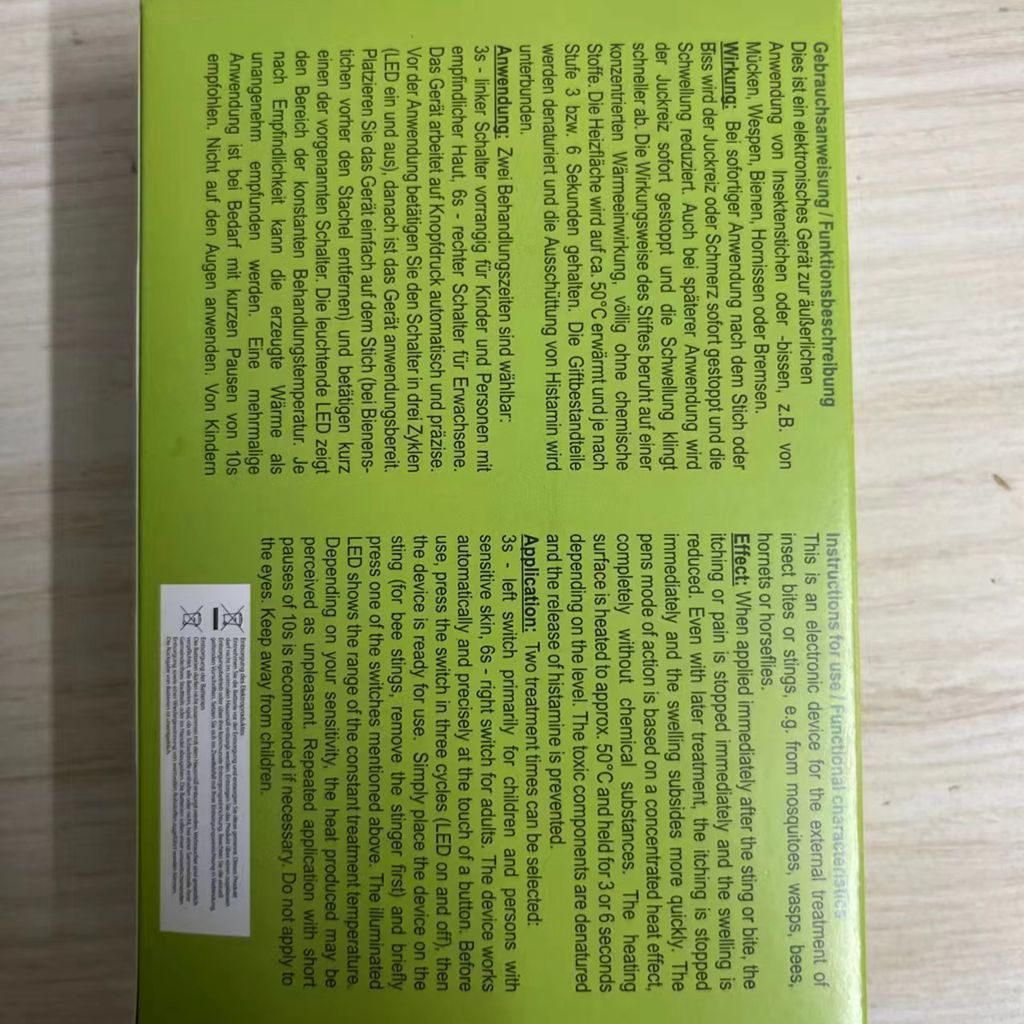 Gebrauchsanweisung / Funktionsbeschreibung
Dies ist ein elektronisches Gerät zur äußerlichen
Anwendung von Insektenstichen oder -bissen, z.B. von
Mücken, Wespen, Bienen, Hornissen oder Bremsen.
Wirkung: Bei sofortiger Anwendung nach dem Stich oder
Biss wird der Juckreiz oder Schmerz sofort gestoppt und die
Schwellung reduziert. Auch bei späterer Anwendung wird
der Juckreiz sofort gestoppt und die Schwellung klingt
schneller ab. Die Wirkungsweise des Stiftes beruht auf einer
konzentrierten Wärmeeinwirkung, völlig ohne chemische
Stoffe. Die Heizfläche wird auf ca. 50°C erwärmt und je nach
Stufe 3 bzw. 6 Sekunden gehalten. Die Giftbestandteile
werden denaturiert und die Ausschüttung von Histamin wird
unterbunden.
Anwendung: Zwei Behandlungszeiten sind wählbar:
3s - linker Schalter vorrangig für Kinder und Personen mit
empfindlicher Haut, 6s - rechter Schalter für Erwachsene.
Das Gerät arbeitet auf Knopfdruck automatisch und präzise.
Vor der Anwendung betätigen Sie den Schalter in drei Zyklen
(LED ein und aus), danach ist das Gerät anwendungsbereit.
Platzieren Sie das Gerät einfach auf dem Stich (bei Bienens-
tichen vorher den Stachel entfernen) und betätigen kurz
einen der vorgenannten Schalter. Die leuchtende LED zeigt
den Bereich der konstanten Behandlungstemperatur. Je
nach Empfindlichkeit kann die erzeugte Wärme als
unangenehm empfunden werden. Eine mehrmalige
Anwendung ist bei Bedarf mit kurzen Pausen von 10s
empfohlen. Nicht auf den Augen anwenden. Von Kindern
Instructions for use / Functional characteristics
This is an electronic device for the external treatment of
insect bites or stings, e.g. from mosquitoes, wasps, bees,
hornets or horseflies.
Effect: When applied immediately after the sting or bite, the
itching or pain is stopped immediately and the swelling is
reduced. Even with later treatment, the itching is stopped
immediately and the swelling subsides more quickly. The
pens mode of action is based on a concentrated heat effect,
completely without chemical substances. The heating
surface is heated to approx. 50°C and held for 3 or 6 seconds
depending on the level. The toxic components are denatured
and the release of histamine is prevented.
Application: Two treatment times can be selected:
3s - left switch primarily for children and persons with
sensitive skin, 6s - right switch for adults. The device works
automatically and precisely at the touch of a button. Before
use, press the switch in three cycles (LED on and off), then
the device is ready for use. Simply place the device on the
sting (for bee stings, remove the stinger first) and briefly
press one of the switches mentioned above. The illuminated
LED shows the range of the constant treatment temperature.
Depending on your sensitivity, the heat produced may be
perceived as unpleasant. Repeated application with short
pauses of 10s is recommended if necessary. Do not apply to
the eyes. Keep away from children.
Entsorgung des Elektroproduktes
Entsorgung der Batterien